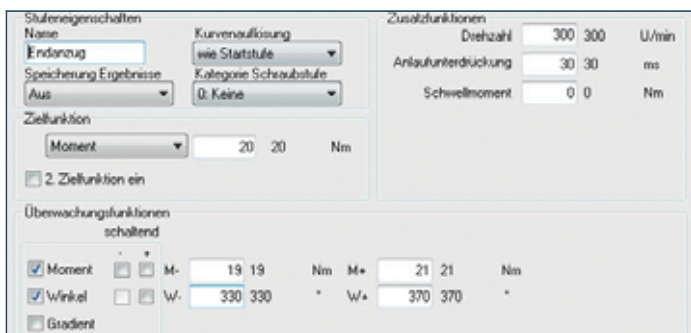 Stufeneigenschaften
Name
Kurvenauflösung
Endanzug
wie Startstufe
Speicherung Ergebnisse
Kategorie Schraubstufe
Aus
0: Keine
Zusatzfunktionen
Drehzahl 300 300 U/min
Anlaufunterdrückung 30 30 ms
Schwellmoment 0 0 Nm
Zielfunktion
Moment 20 20 Nm
2. Zielfunktion ein
Überwachungsfunktionen
schaltend
- +
Moment M- 19 19 Nm M+ 21 21 Nm
Winkel W- 330 330 ° W+ 370 370 °
Gradient